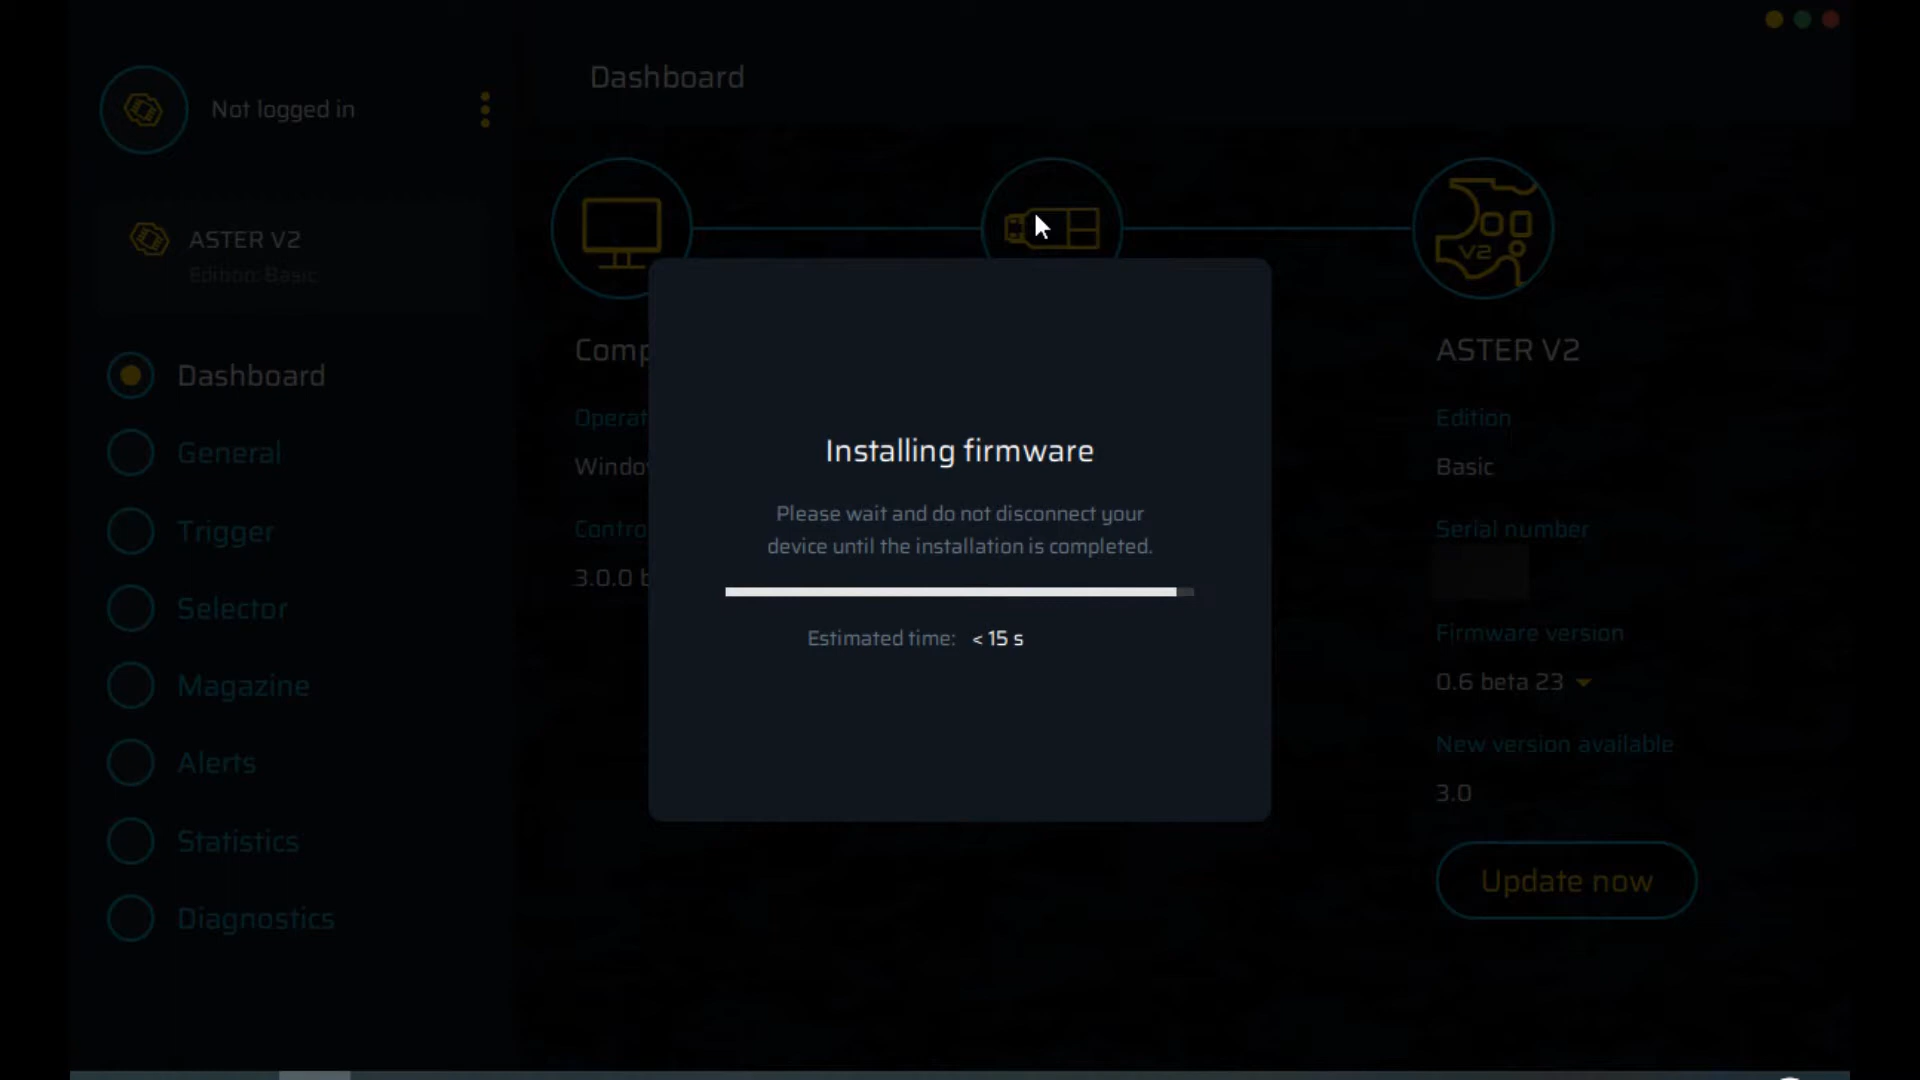 Not logged in
Dashboard
ASTER V2
Edition: Basic
Dashboard
General
Trigger
Selector
Magazine
Alerts
Statistics
Diagnostics
V2
Comp
Operat
Windo
Contro
3.0.0 b
Installing firmware
Please wait and do not disconnect your
device until the installation is completed.
Estimated time: < 15 s
ASTER V2
Edition
Basic
Serial number
Firmware version
0.6 beta 23
New version available
3.0
Update now